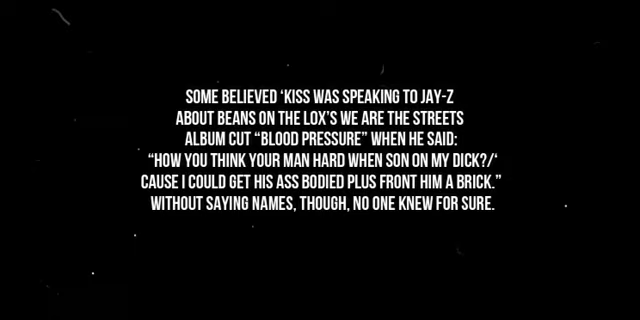 SOME BELIEVED ‘KISS WAS SPEAKING TO JAY-Z
ABOUT BEANS ON THE LOX’S WE ARE THE STREETS
ALBUM CUT “BLOOD PRESSURE” WHEN HE SAID:
“HOW YOU THINK YOUR MAN HARD WHEN SON ON MY DICK?/‘
CAUSE I COULD GET HIS ASS BODIED PLUS FRONT HIM A BRICK.”
WITHOUT SAYING NAMES, THOUGH, NO ONE KNEW FOR SURE.